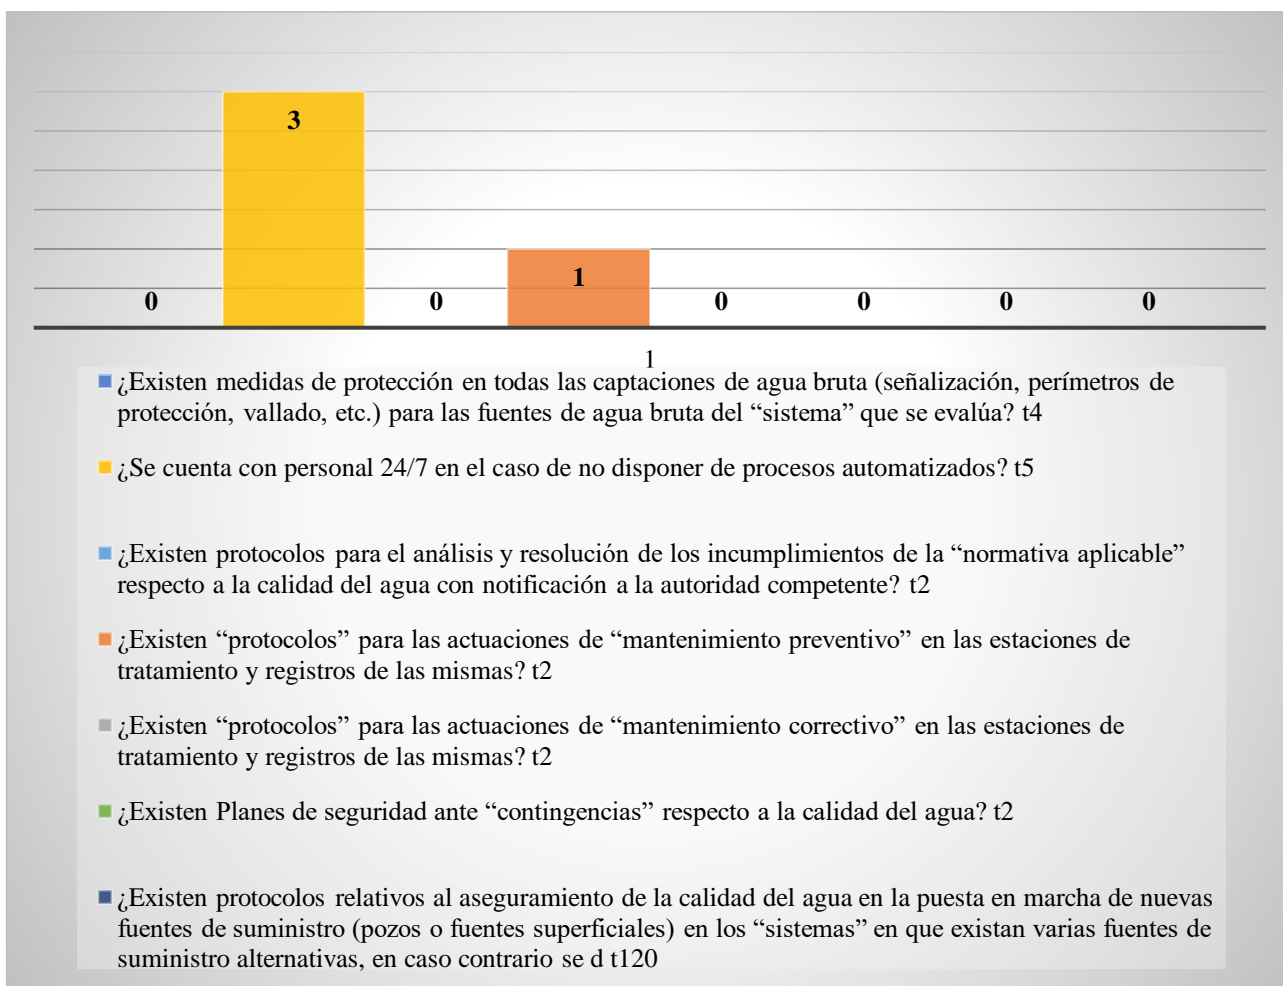 3
1
0
0
0
0
0
0
1
¿Existen medidas de protección en todas las captaciones de agua bruta (señalización, perímetros de
protección, vallado, etc.) para las fuentes de agua bruta del “sistema” que se evalúa? t4
¿Se cuenta con personal 24/7 en el caso de no disponer de procesos automatizados? t5
¿Existen protocolos para el análisis y resolución de los incumplimientos de la “normativa aplicable”
respecto a la calidad del agua con notificación a la autoridad competente? t2
¿Existen “protocolos” para las actuaciones de “mantenimiento preventivo” en las estaciones de
tratamiento y registros de las mismas? t2
¿Existen “protocolos” para las actuaciones de “mantenimiento correctivo” en las estaciones de
tratamiento y registros de las mismas? t2
¿Existen Planes de seguridad ante “contingencias” respecto a la calidad del agua? t2
¿Existen protocolos relativos al aseguramiento de la calidad del agua en la puesta en marcha de nuevas
fuentes de suministro (pozos o fuentes superficiales) en los “sistemas” en que existan varias fuentes de
suministro alternativas, en caso contrario se d t120